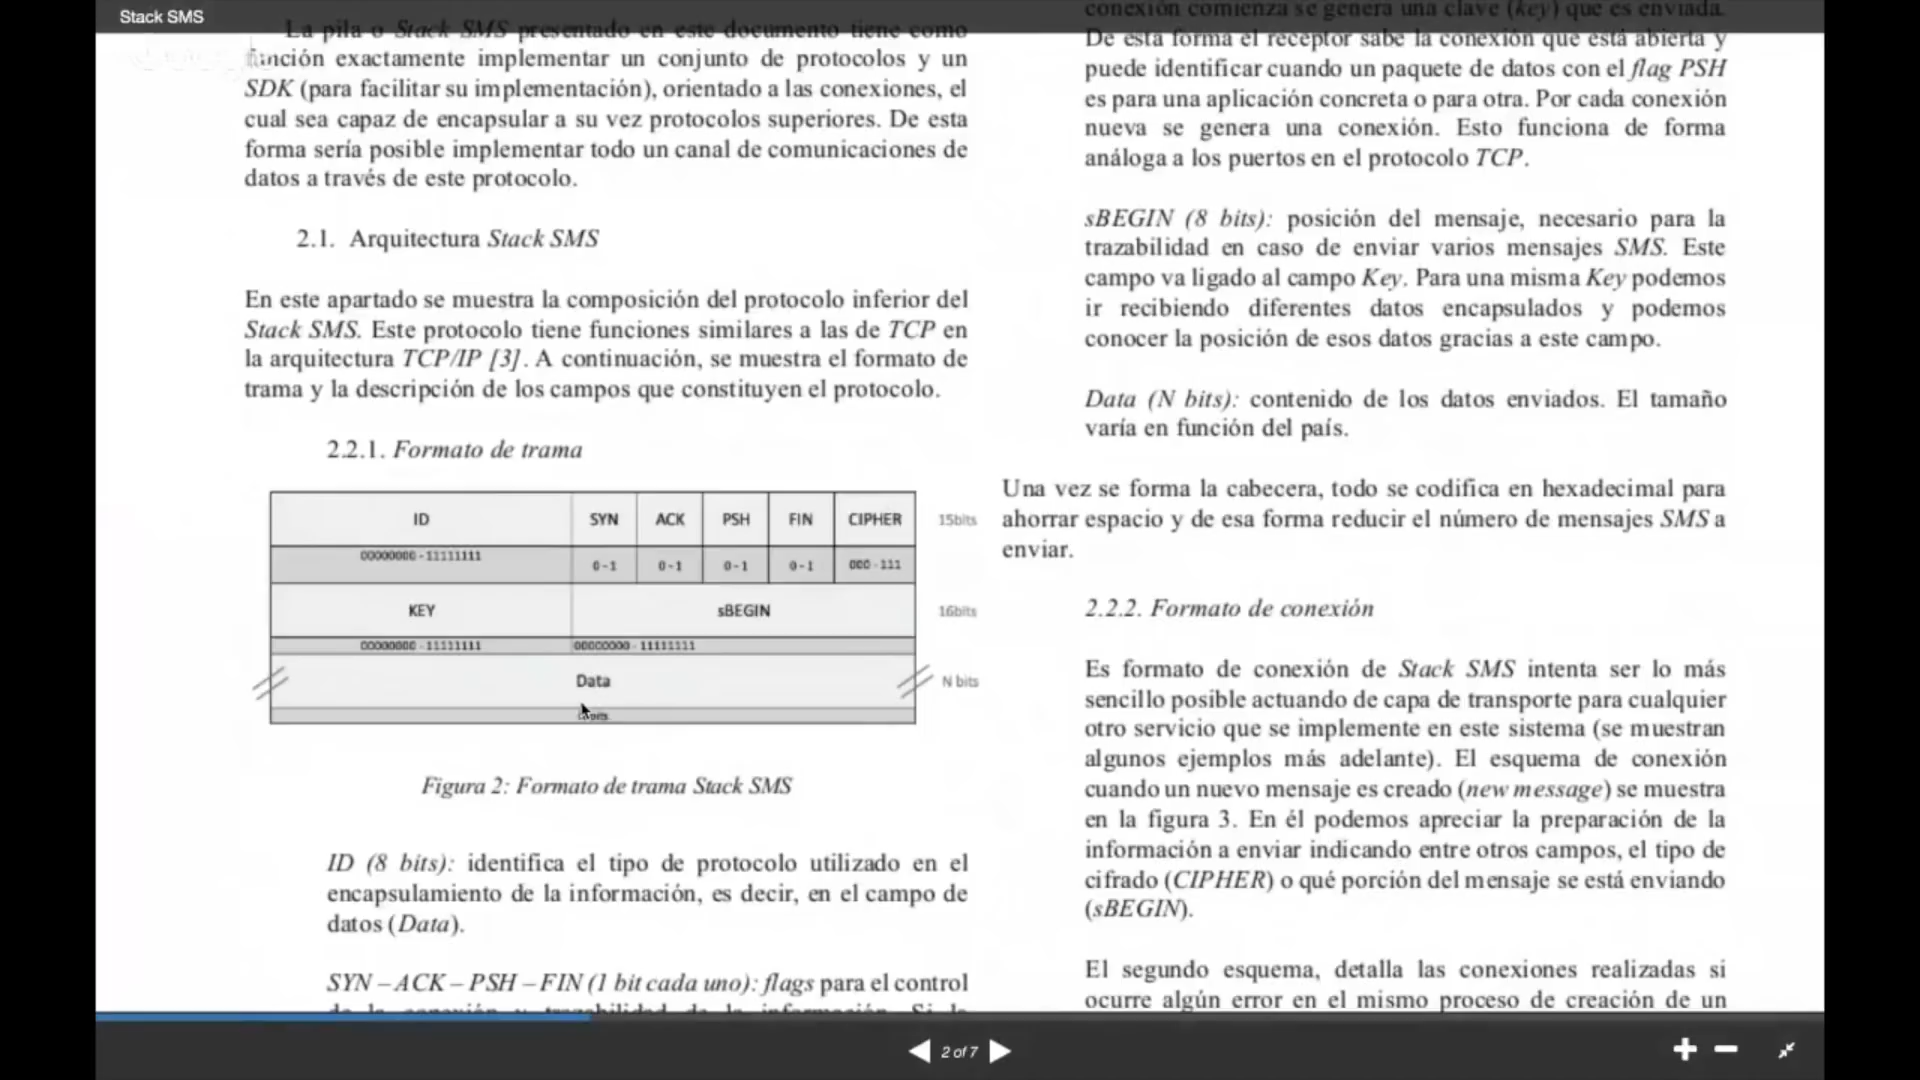 Stack SMS
La pila o Stack SMS presentado en este documento tiene como
función exactamente implementar un conjunto de protocolos y un
SDK (para facilitar su implementación), orientado a las conexiones, el
cual sea capaz de encapsular a su vez protocolos superiores. De esta
forma sería posible implementar todo un canal de comunicaciones de
datos a través de este protocolo.
2.1. Arquitectura Stack SMS
En este apartado se muestra la composición del protocolo inferior del
Stack SMS. Este protocolo tiene funciones similares a las de TCP en
la arquitectura TCP/IP [3]. A continuación, se muestra el formato de
trama y la descripción de los campos que constituyen el protocolo.
2.2.1. Formato de trama
ID SYN ACK PSH FIN CIPHER 15bits
00000000 - 11111111 0-1 0-1 0-1 0-1 000 - 111
KEY sBEGIN 16bits
00000000 - 11111111 00000000 - 11111111
Data N bits
Figura 2: Formato de trama Stack SMS
ID (8 bits): identifica el tipo de protocolo utilizado en el
encapsulamiento de la información, es decir, en el campo de
datos (Data).
SYN – ACK – PSH – FIN (1 bit cada uno): flags para el control
de la conexión y trazabilidad de la información. Si la
conexión comienza se genera una clave (key) que es enviada.
De esta forma el receptor sabe la conexión que está abierta y
puede identificar cuando un paquete de datos con el flag PSH
es para una aplicación concreta o para otra. Por cada conexión
nueva se genera una conexión. Esto funciona de forma
análoga a los puertos en el protocolo TCP.
sBEGIN (8 bits): posición del mensaje, necesario para la
trazabilidad en caso de enviar varios mensajes SMS. Este
campo va ligado al campo Key. Para una misma Key podemos
ir recibiendo diferentes datos encapsulados y podemos
conocer la posición de esos datos gracias a este campo.
Data (N bits): contenido de los datos enviados. El tamaño
varía en función del país.
Una vez se forma la cabecera, todo se codifica en hexadecimal para
ahorrar espacio y de esa forma reducir el número de mensajes SMS a
enviar.
2.2.2. Formato de conexión
Es formato de conexión de Stack SMS intenta ser lo más
sencillo posible actuando de capa de transporte para cualquier
otro servicio que se implemente en este sistema (se muestran
algunos ejemplos más adelante). El esquema de conexión
cuando un nuevo mensaje es creado (new message) se muestra
en la figura 3. En él podemos apreciar la preparación de la
información a enviar indicando entre otros campos, el tipo de
cifrado (CIPHER) o qué porción del mensaje se está enviando
(sBEGIN).
El segundo esquema, detalla las conexiones realizadas si
ocurre algún error en el mismo proceso de creación de un
2 of 7